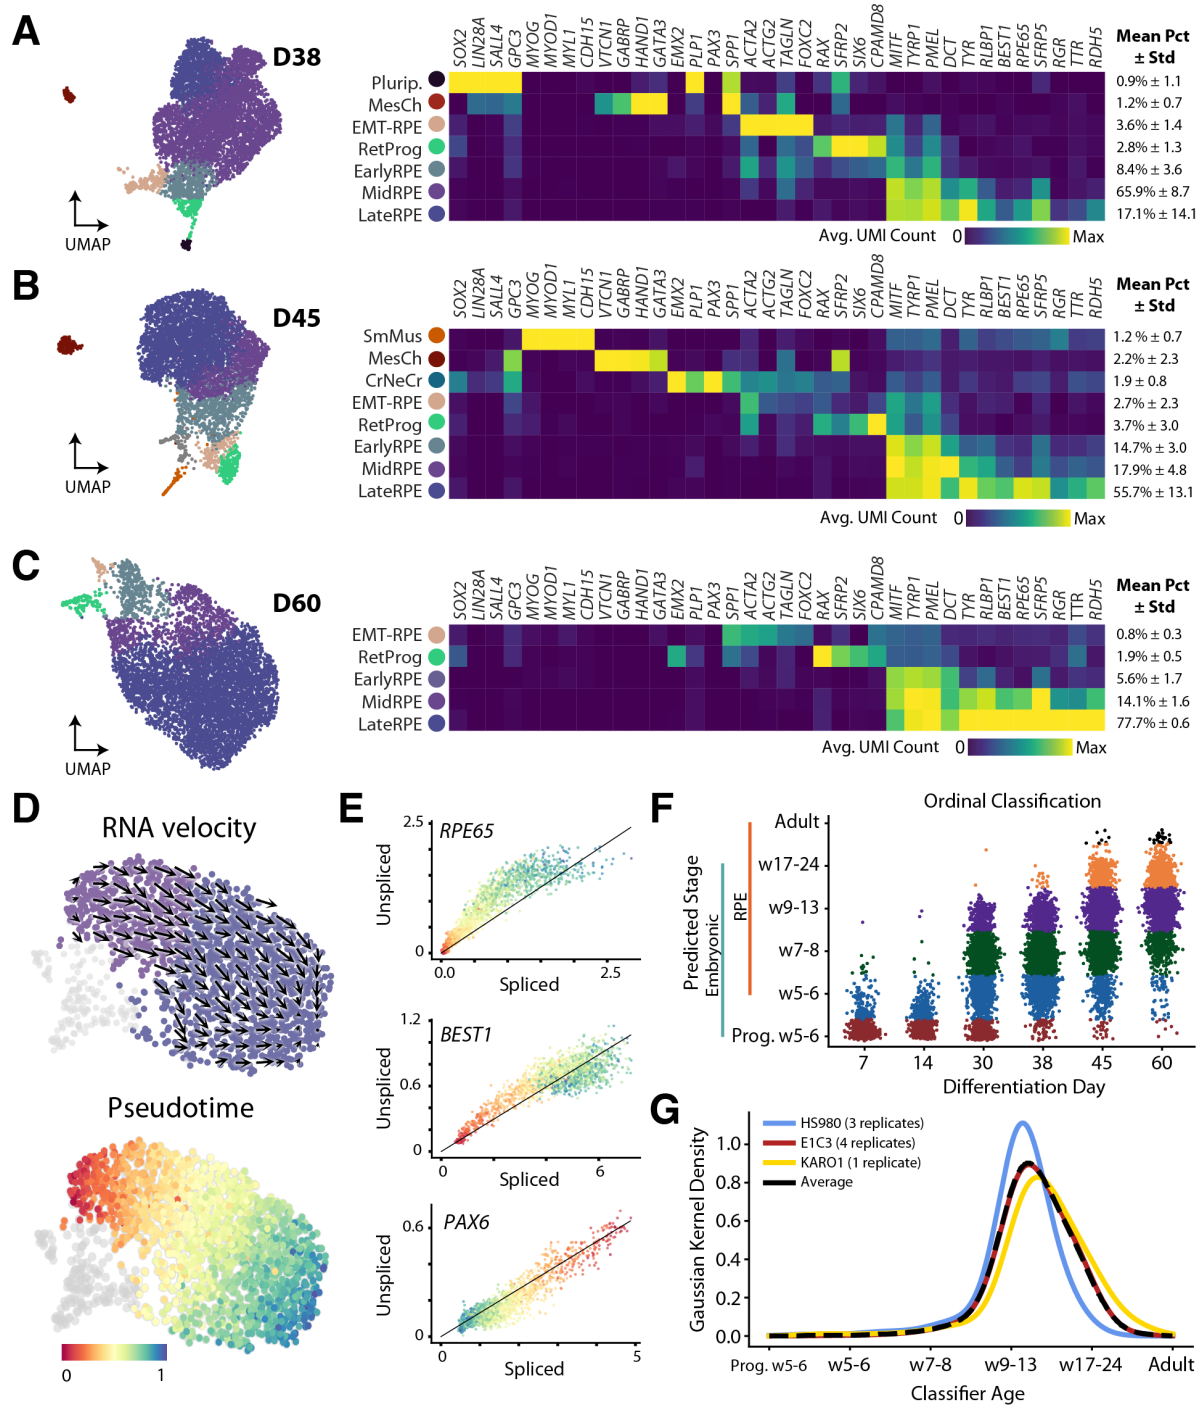 A
D38
UMAP
SOX2 LIN28A SALL4 GPC3 MYOG MYOD1 MYL1 CDH15 VTCN1 GABRP HAND1 GATA3 EMX2 PLP1 PAX3 SPP1 ACTA2 ACTG2 TAGLN FOXC2 RAX SFRP2 SIX6 CPAMD8 MITF TYRP1 PMEL DCT TYR RLBP1 BEST1 RPE65 SFRP5 RGR TTR RDH5
Mean Pct
± Std
Plurip. 0.9% ± 1.1
MesCh 1.2% ± 0.7
EMT-RPE 3.6% ± 1.4
RetProg 2.8% ± 1.3
EarlyRPE 8.4% ± 3.6
MidRPE 65.9% ± 8.7
LateRPE 17.1% ± 14.1
Avg. UMI Count 0 Max
B
D45
UMAP
SOX2 LIN28A SALL4 GPC3 MYOG MYOD1 MYL1 CDH15 VTCN1 GABRP HAND1 GATA3 EMX2 PLP1 PAX3 SPP1 ACTA2 ACTG2 TAGLN FOXC2 RAX SFRP2 SIX6 CPAMD8 MITF TYRP1 PMEL DCT TYR RLBP1 BEST1 RPE65 SFRP5 RGR TTR RDH5
Mean Pct
± Std
SmMus 1.2 % ± 0.7
MesCh 2.2% ± 2.3
CrNeCr 1.9 ± 0.8
EMT-RPE 2.7% ± 2.3
RetProg 3.7% ± 3.0
EarlyRPE 14.7% ± 3.0
MidRPE 17.9% ± 4.8
LateRPE 55.7% ± 13.1
Avg. UMI Count 0 Max
C
D60
UMAP
SOX2 LIN28A SALL4 GPC3 MYOG MYOD1 MYL1 CDH15 VTCN1 GABRP HAND1 GATA3 EMX2 PLP1 PAX3 SPP1 ACTA2 ACTG2 TAGLN FOXC2 RAX SFRP2 SIX6 CPAMD8 MITF TYRP1 PMEL DCT TYR RLBP1 BEST1 RPE65 SFRP5 RGR TTR RDH5
Mean Pct
± Std
EMT-RPE 0.8% ± 0.3
RetProg 1.9% ± 0.5
EarlyRPE 5.6% ± 1.7
MidRPE 14.1% ± 1.6
LateRPE 77.7% ± 0.6
Avg. UMI Count 0 Max
D
RNA velocity
Pseudotime
0 1
E
RPE65
2.5
Unspliced
0
0.0 2.5
Spliced
BEST1
1.2
0.6
Unspliced
0
0 6
Spliced
PAX6
0.6
Unspliced
0
0 5
Spliced
F
Ordinal Classification
Predicted Stage
Embryonic
RPE
Adult
w17-24
w9-13
w7-8
w5-6
Prog. w5-6
7 14 30 38 45 60
Differentiation Day
G
HS980 (3 replicates)
E1C3 (4 replicates)
KARO1 (1 replicate)
Average
Gaussian Kernel Density
1.0
0.8
0.6
0.4
0.2
0.0
Prog. w5-6 w5-6 w7-8 w9-13 w17-24 Adult
Classifier Age